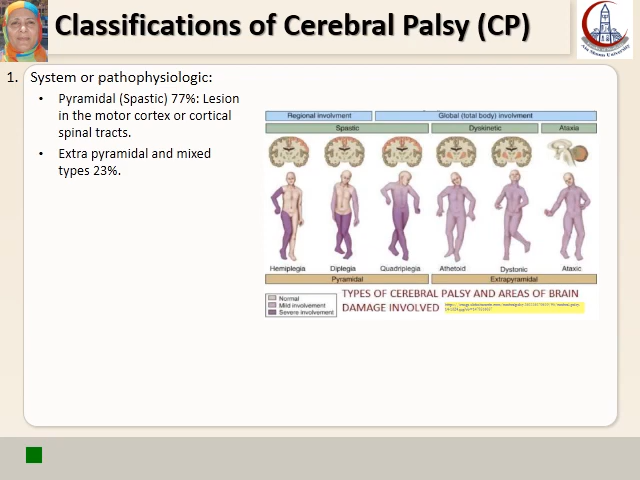 Classifications of Cerebral Palsy (CP)
1. System or pathophysiologic:
• Pyramidal (Spastic) 77%: Lesion
in the motor cortex or cortical
spinal tracts.
• Extra pyramidal and mixed
types 23%.
Regional involvment
Global (total body) involvment
Spastic
Dyskinetic
Ataxia
Hemiplegia
Diplegia
Quadriplegia
Athetoid
Dystonic
Ataxic
Pyramidal
Extrapyramidal
Normal
Mild involvement
Severe involvement
TYPES OF CEREBRAL PALSY AND AREAS OF BRAIN
DAMAGE INVOLVED